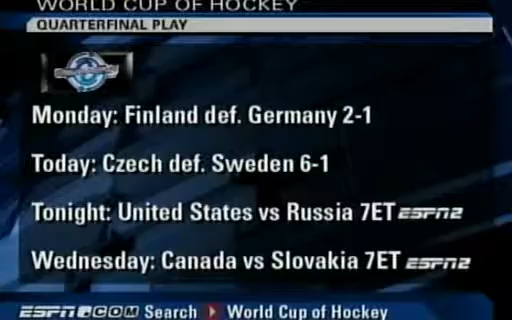 WORLD CUP OF HOCKEY
QUARTERFINAL PLAY
Monday: Finland def. Germany 2-1
Today: Czech def. Sweden 6-1
Tonight: United States vs Russia 7ET ESPN2
Wednesday: Canada vs Slovakia 7ET ESPN2
ESPN.COM Search World Cup of Hockey